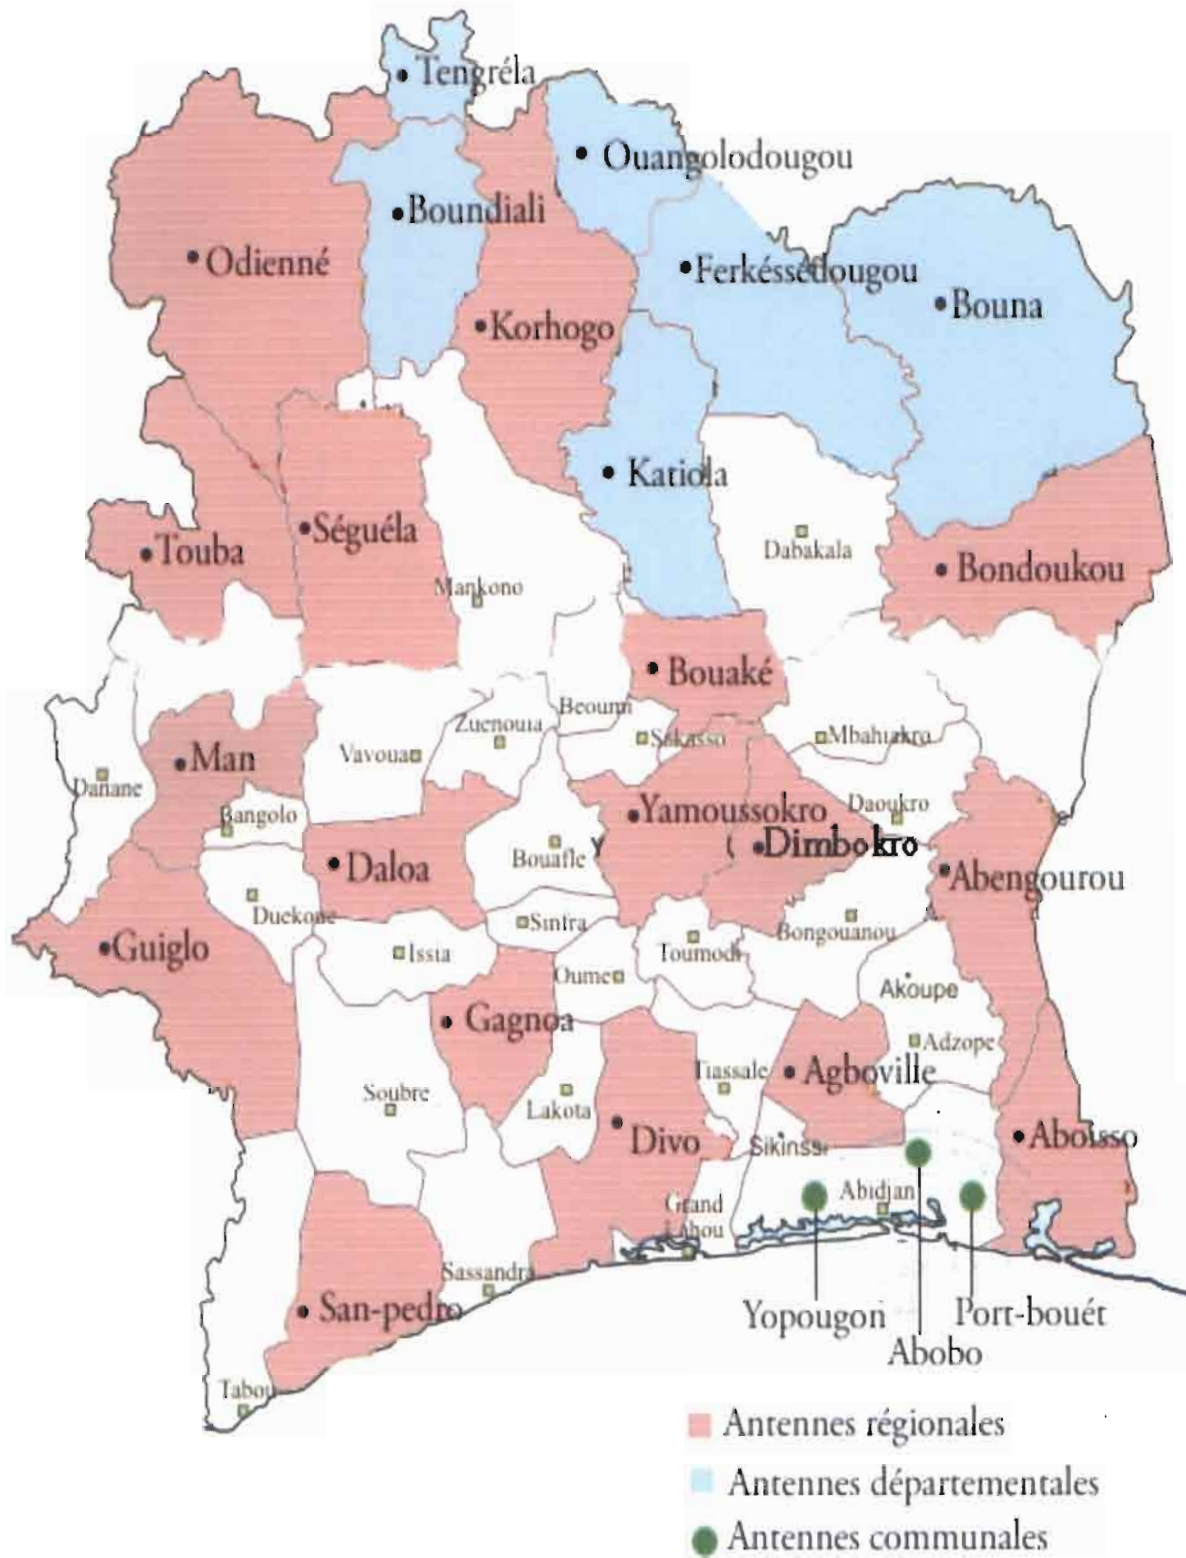 Tengréla
Ouangolodougou
Boundiali
Odienné
Ferkéssédougou
Bouna
Korhogo
Katiola
Séguéla
Touba
Dabakala
Bondoukou
Mankono
Bouaké
Beoumi
Zuenouia
Vavoua
Sakasso
Mbahiakro
Man
Danane
Bangolo
Yamoussokro
Daoukro
Dimbokro
Bouafle
Daloa
Abengourou
Duekoue
Sinfra
Bongouanou
Guiglo
Issia
Toumodi
Oume
Akoupe
Gagnoa
Adzope
Tiassale
Agboville
Soubre
Lakota
Divo
Sikinssi
Aboisso
Abidjan
Grand
Lahou
Sassandra
San-pedro
Yopougon
Port-bouét
Abobo
Tabou
Antennes régionales
Antennes départementales
Antennes communales